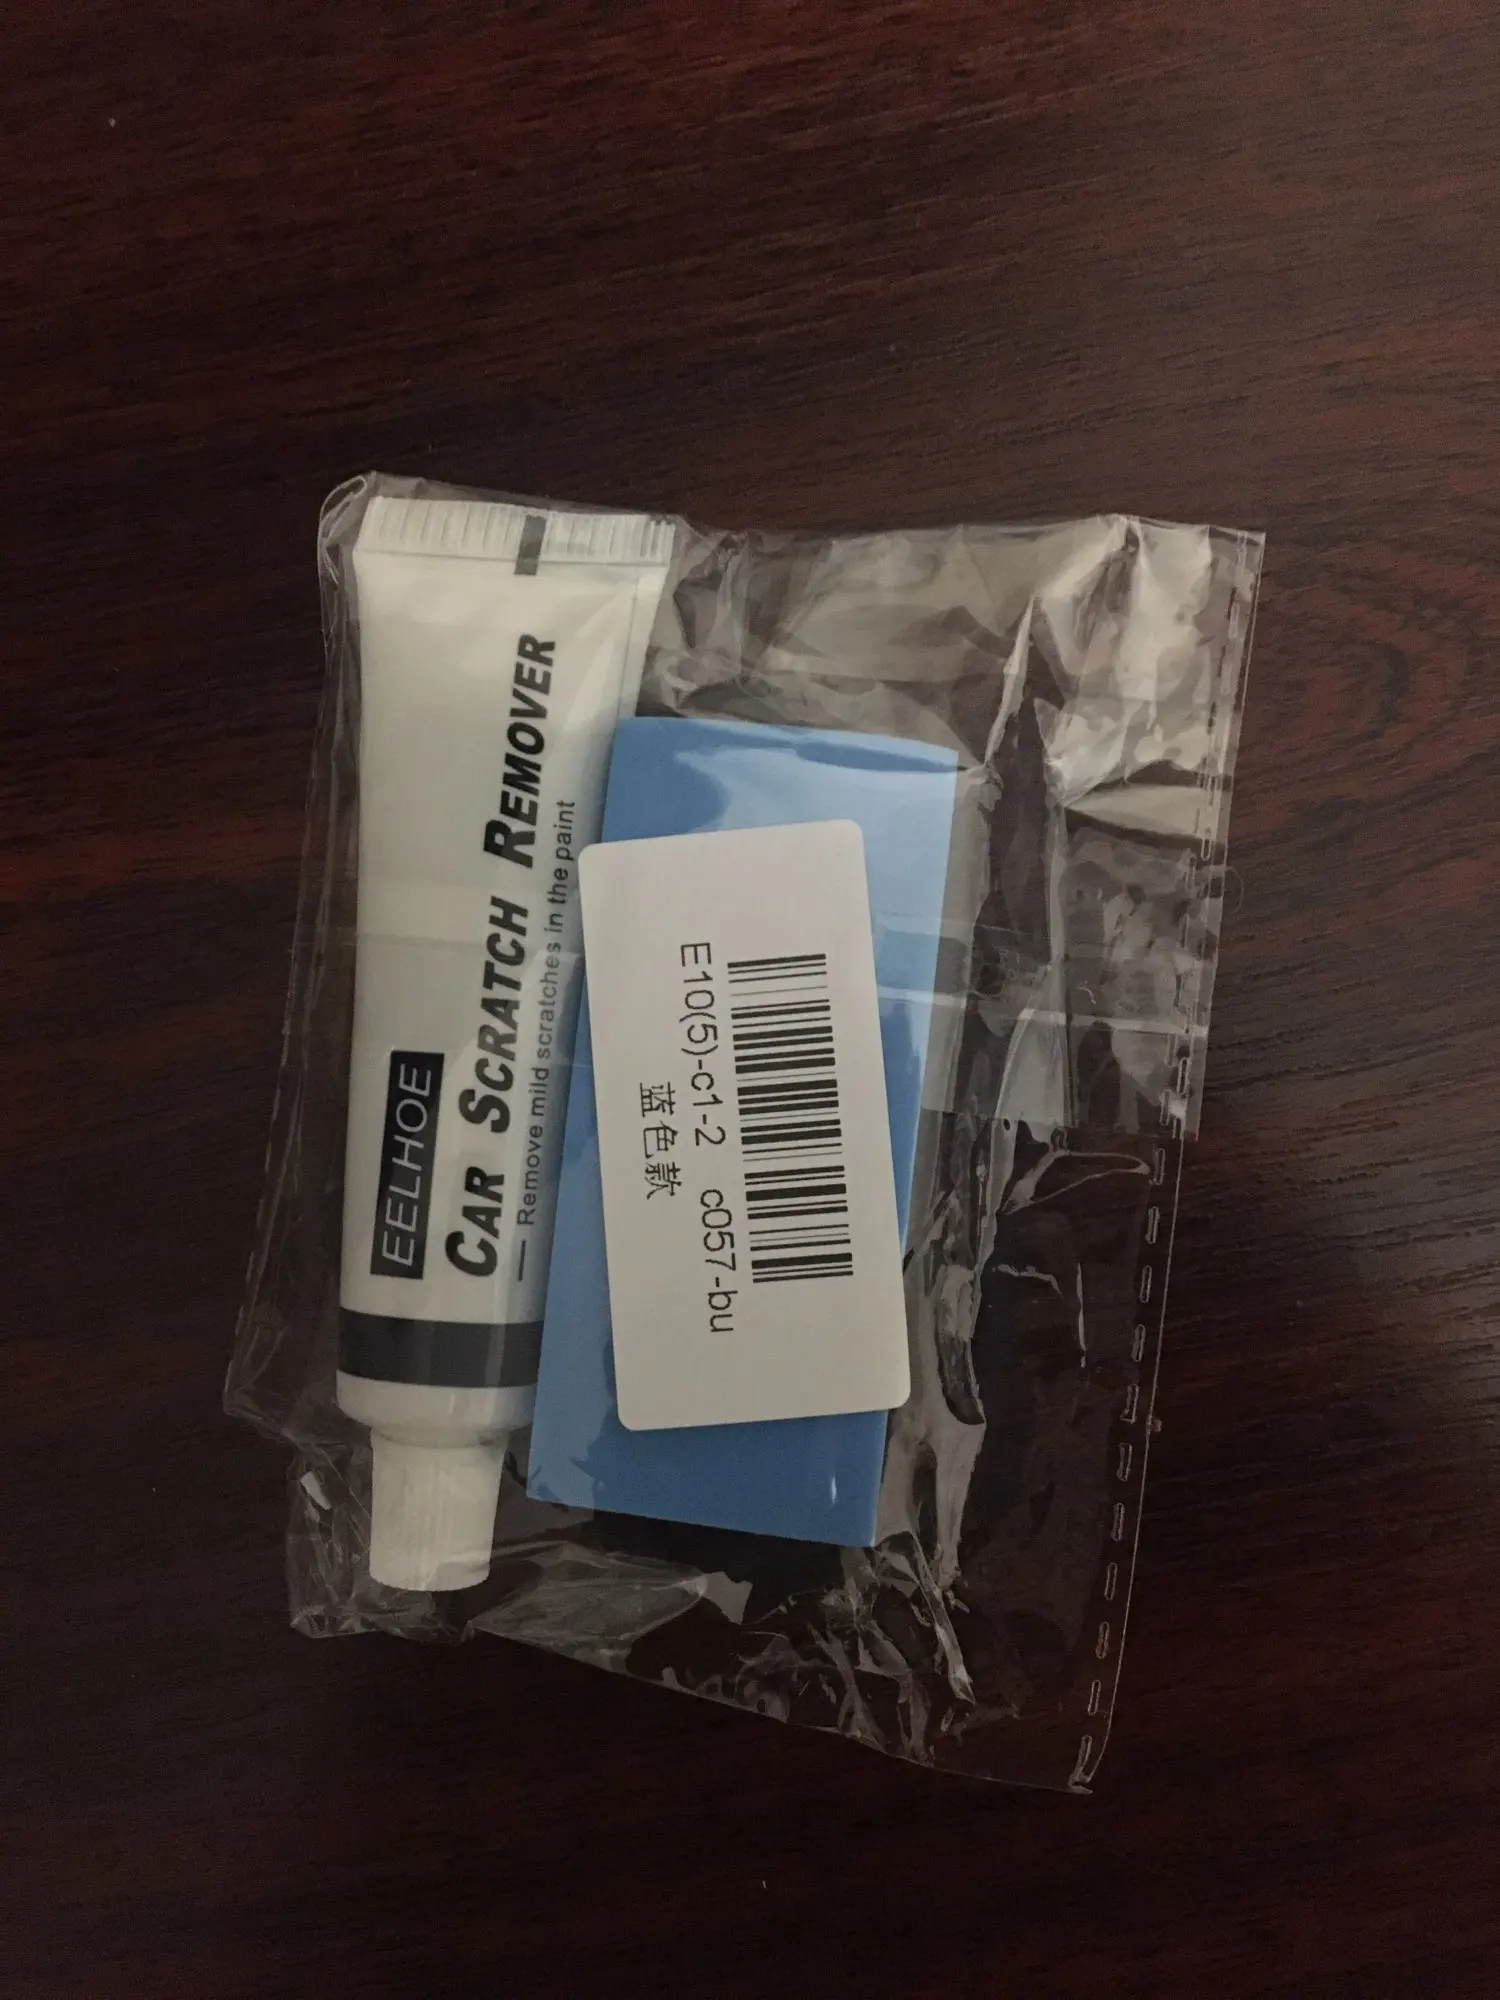 EELHOE
CAR SCRATCH REMOVER
— Remove mild scratches in the paint
E10(5)-c1-2 c057-bu
蓝色款